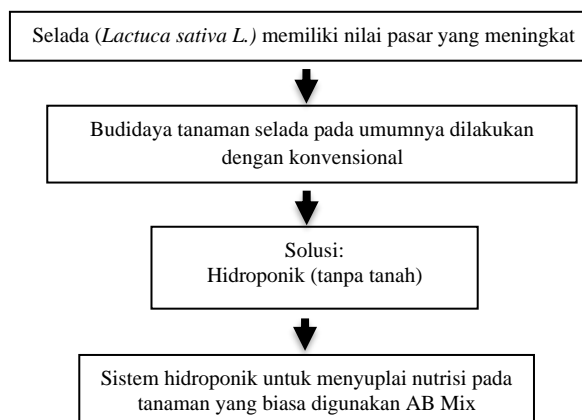 Selada (Lactuca sativa L.) memiliki nilai pasar yang meningkat
Budidaya tanaman selada pada umumnya dilakukan
dengan konvensional
Solusi:
Hidroponik (tanpa tanah)
Sistem hidroponik untuk menyuplai nutrisi pada
tanaman yang biasa digunakan AB Mix